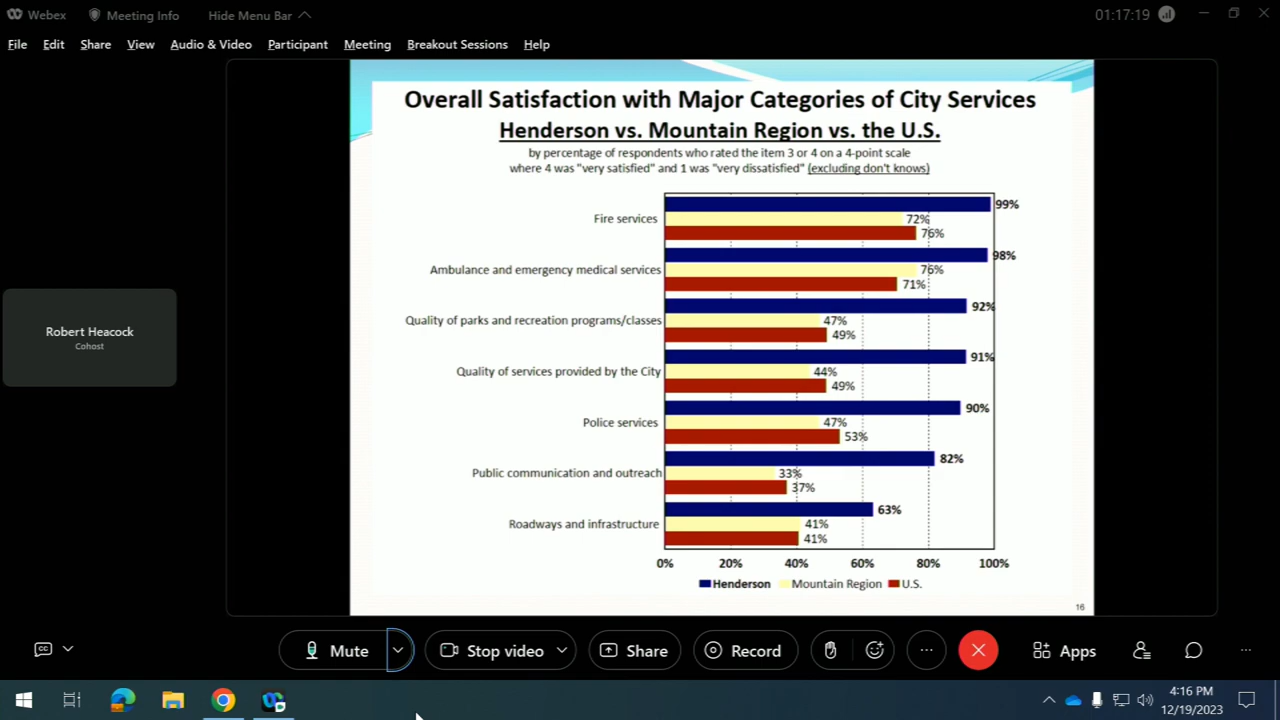 Webex Meeting Info Hide Menu Bar 01:17:19
File Edit Share View Audio & Video Participant Meeting Breakout Sessions Help
Overall Satisfaction with Major Categories of City Services
Henderson vs. Mountain Region vs. the U.S.
by percentage of respondents who rated the item 3 or 4 on a 4-point scale
where 4 was "very satisfied" and 1 was "very dissatisfied" (excluding don't knows)
99%
Fire services 72%
76%
98%
Ambulance and emergency medical services 76%
71%
92%
Quality of parks and recreation programs/classes 47%
49%
91%
Quality of services provided by the City 44%
49%
90%
Police services 47%
53%
82%
Public communication and outreach 33%
37%
63%
Roadways and infrastructure 41%
41%
0% 20% 40% 60% 80% 100%
Henderson Mountain Region U.S.
16
Robert Heacock
Cohost
CC Mute Stop video Share Record Apps
4:16 PM
12/19/2023